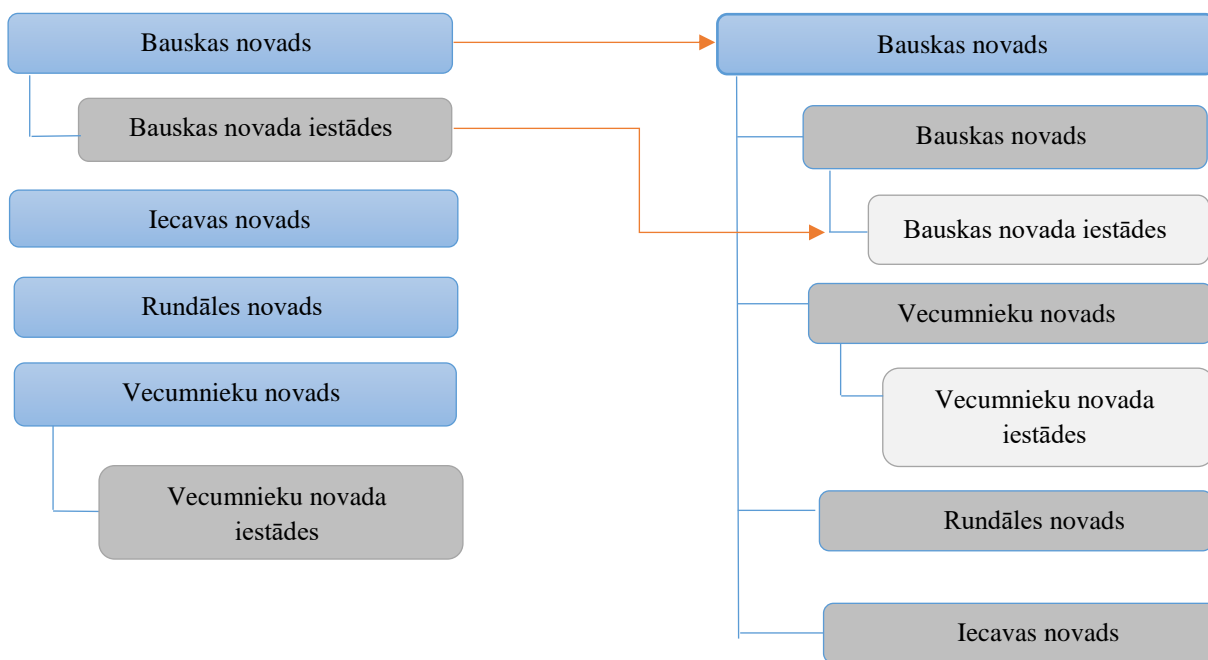 Bauskas novads
Bauskas novada iestādes
Iecavas novads
Rundāles novads
Vecumnieku novads
Vecumnieku novada
iestādes
Bauskas novads
Bauskas novads
Bauskas novada iestādes
Vecumnieku novads
Vecumnieku novada
iestādes
Rundāles novads
Iecavas novads